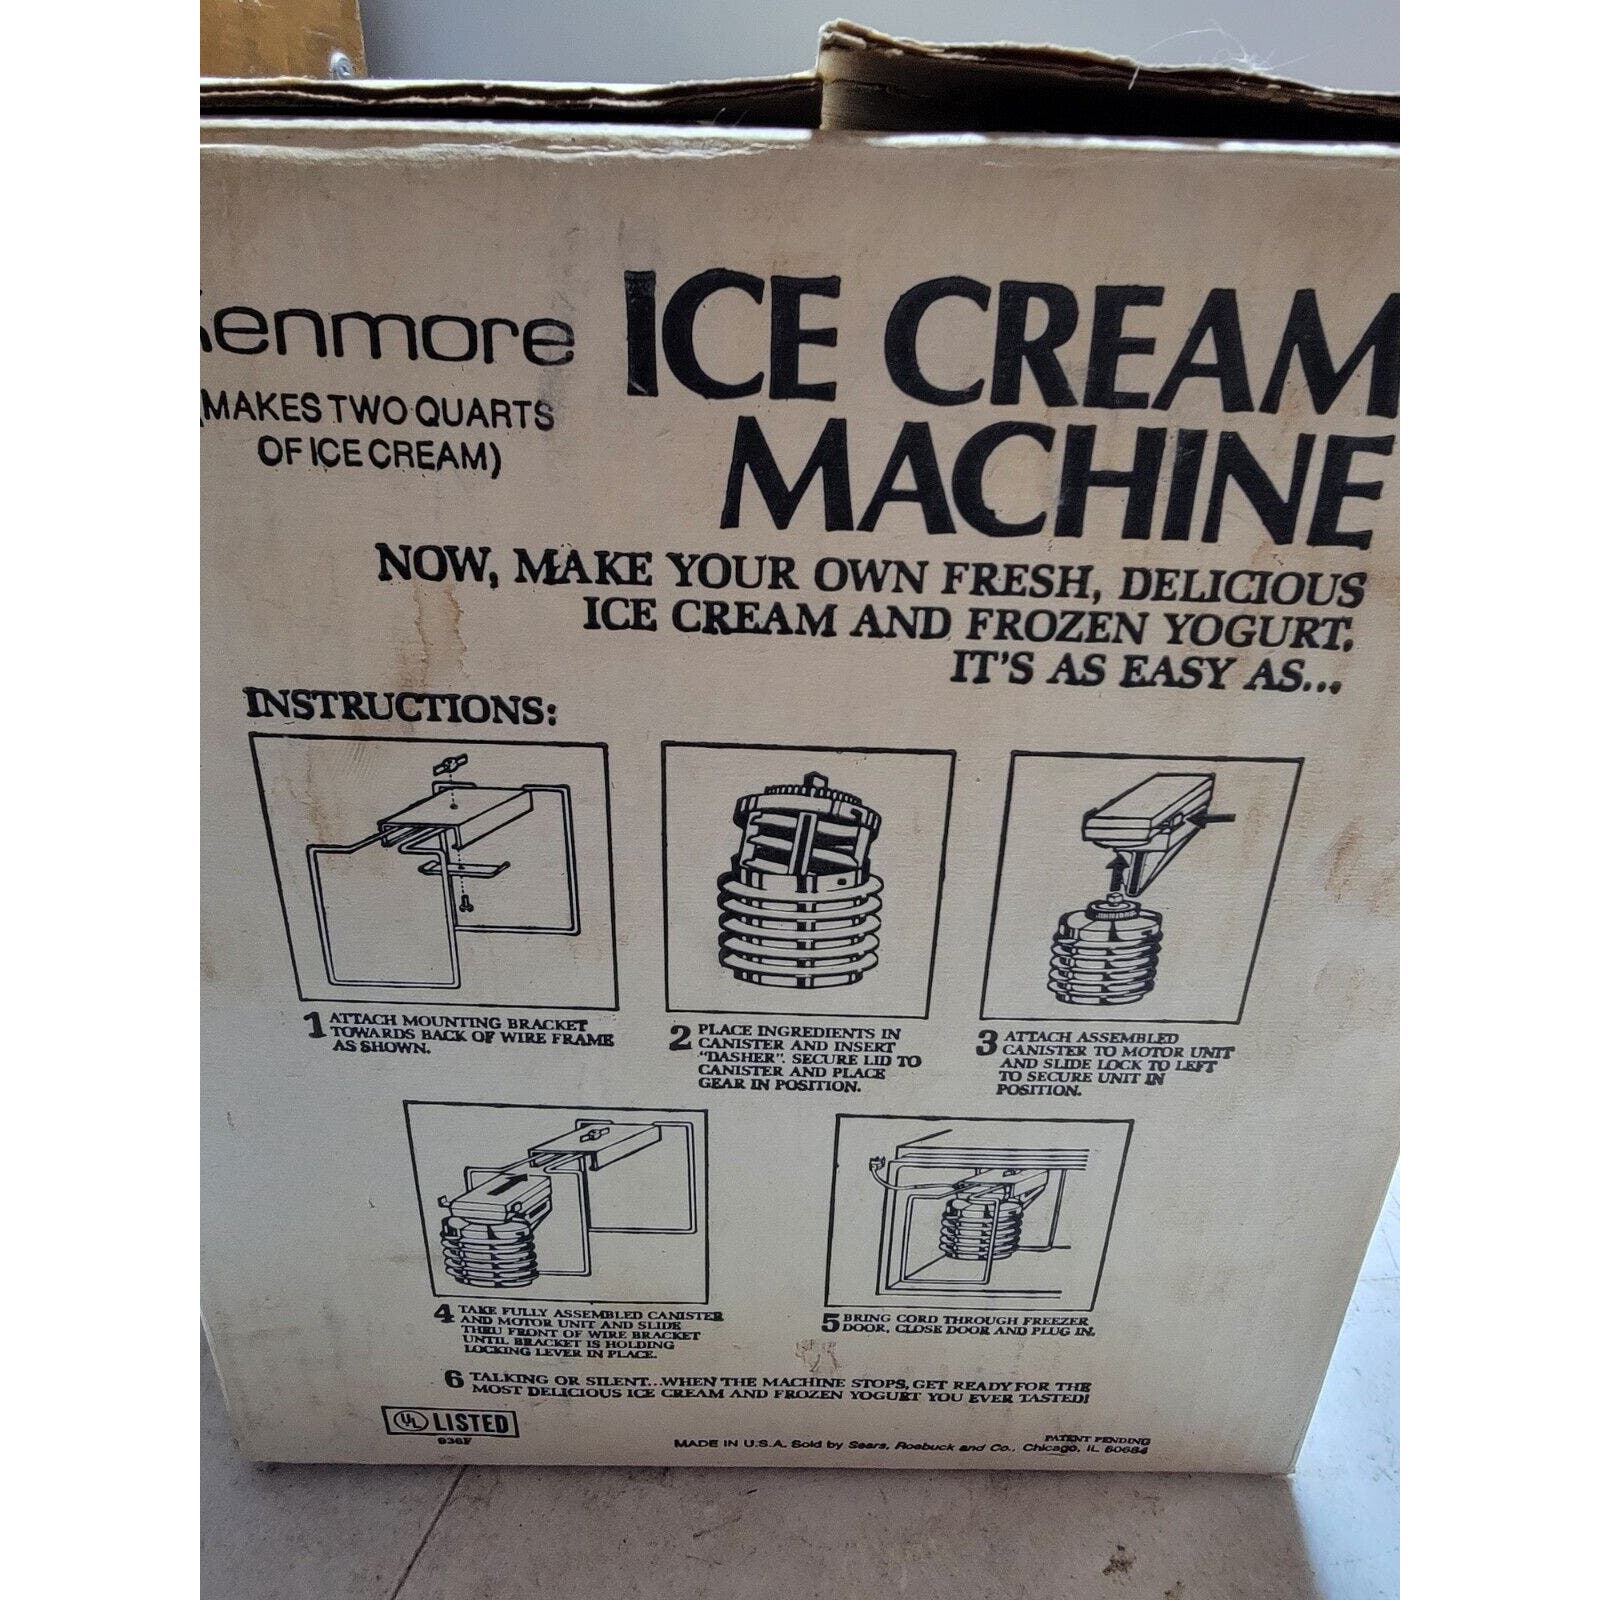 Kenmore
(MAKES TWO QUARTS
OF ICE CREAM)
ICE CREAM
MACHINE
NOW, MAKE YOUR OWN FRESH, DELICIOUS
ICE CREAM AND FROZEN YOGURT.
IT'S AS EASY AS...
INSTRUCTIONS:
1 ATTACH MOUNTING BRACKET
TOWARDS BACK OF WIRE FRAME
AS SHOWN.
2 PLACE INGREDIENTS IN
CANISTER AND INSERT
"DASHER". SECURE LID TO
CANISTER AND PLACE
GEAR IN POSITION.
3 ATTACH ASSEMBLED
CANISTER TO MOTOR UNIT
AND SLIDE LOCK TO LEFT
TO SECURE UNIT IN
POSITION.
4 TAKE FULLY ASSEMBLED CANISTER
AND MOTOR UNIT AND SLIDE
THRU FRONT OF WIRE BRACKET
UNTIL BRACKET IS HOLDING
LOCKING LEVER IN PLACE.
5 BRING CORD THROUGH FREEZER
DOOR, CLOSE DOOR AND PLUG IN.
6 TALKING OR SILENT...WHEN THE MACHINE STOPS, GET READY FOR THE
MOST DELICIOUS ICE CREAM AND FROZEN YOGURT YOU EVER TASTED!
UL LISTED
936F
PATENT PENDING
MADE IN U.S.A. Sold by Sears, Roebuck and Co., Chicago, IL 60684